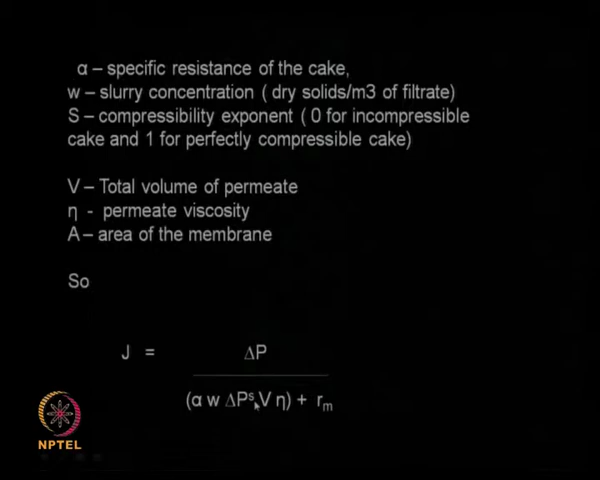 α – specific resistance of the cake,
w – slurry concentration ( dry solids/m3 of filtrate)
S – compressibility exponent ( 0 for incompressible
cake and 1 for perfectly compressible cake)
V – Total volume of permeate
η - permeate viscosity
A – area of the membrane
So
J = ΔP
(α w ΔPˢ V η) + rₘ
NPTEL